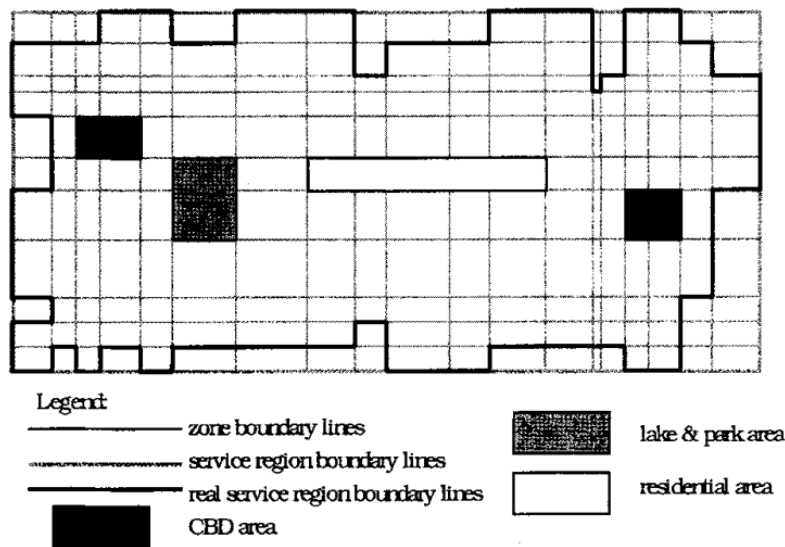 Legend:
zone boundary lines
service region boundary lines
real service region boundary lines
CBD area
lake & park area
residential area